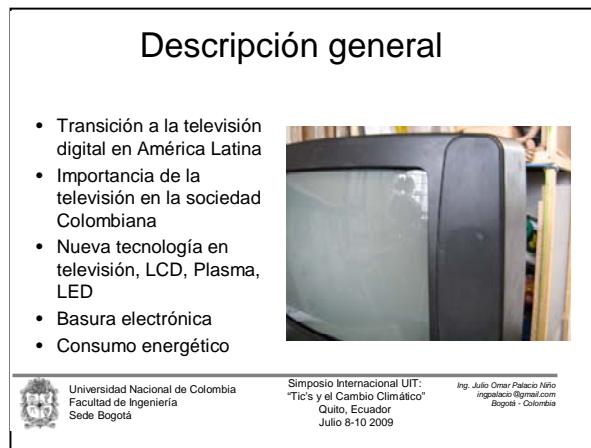 Descripción general
• Transición a la televisión
digital en América Latina
• Importancia de la
televisión en la sociedad
Colombiana
• Nueva tecnología en
televisión, LCD, Plasma,
LED
• Basura electrónica
• Consumo energético
Universidad Nacional de Colombia
Facultad de Ingeniería
Sede Bogotá
Simposio Internacional UIT:
“Tic's y el Cambio Climático”
Quito, Ecuador
Julio 8-10 2009
Ing. Julio Omar Palacio Niño
ingpalacio@gmail.com
Bogotá - Colombia